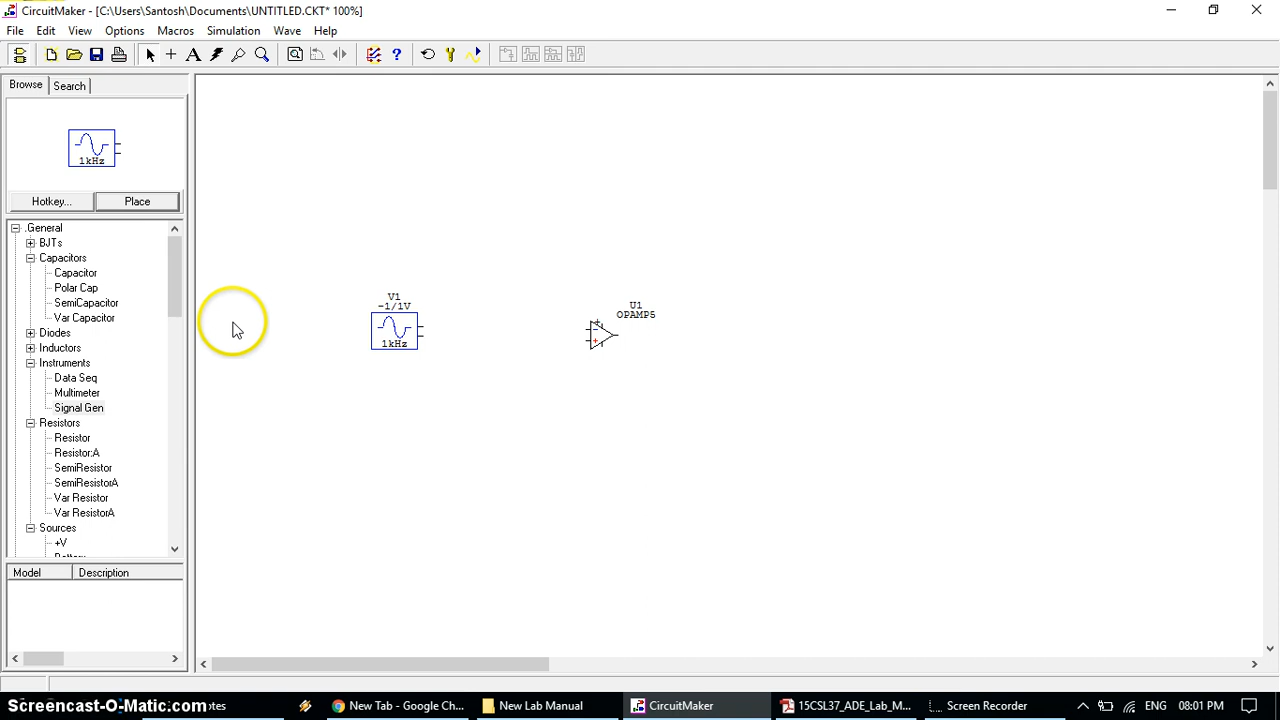 CircuitMaker - [C:\Users\Santosh\Documents\UNTITLED.CKT* 100%]
File Edit View Options Macros Simulation Wave Help
Browse Search
1kHz
Hotkey... Place
.General
BJTs
Capacitors
Capacitor
Polar Cap
SemiCapacitor
Var Capacitor
Diodes
Inductors
Instruments
Data Seq
Multimeter
Signal Gen
Resistors
Resistor
Resistor:A
SemiResistor
SemiResistorA
Var Resistor
Var ResistorA
Sources
+V
Battery
Model Description
V1
-1/1V
1kHz
U1
OPAMP5
Screencast-O-Matic.com
New Tab - Google Ch... New Lab Manual CircuitMaker 15CSL37_ADE_Lab_M... Screen Recorder ENG 08:01 PM